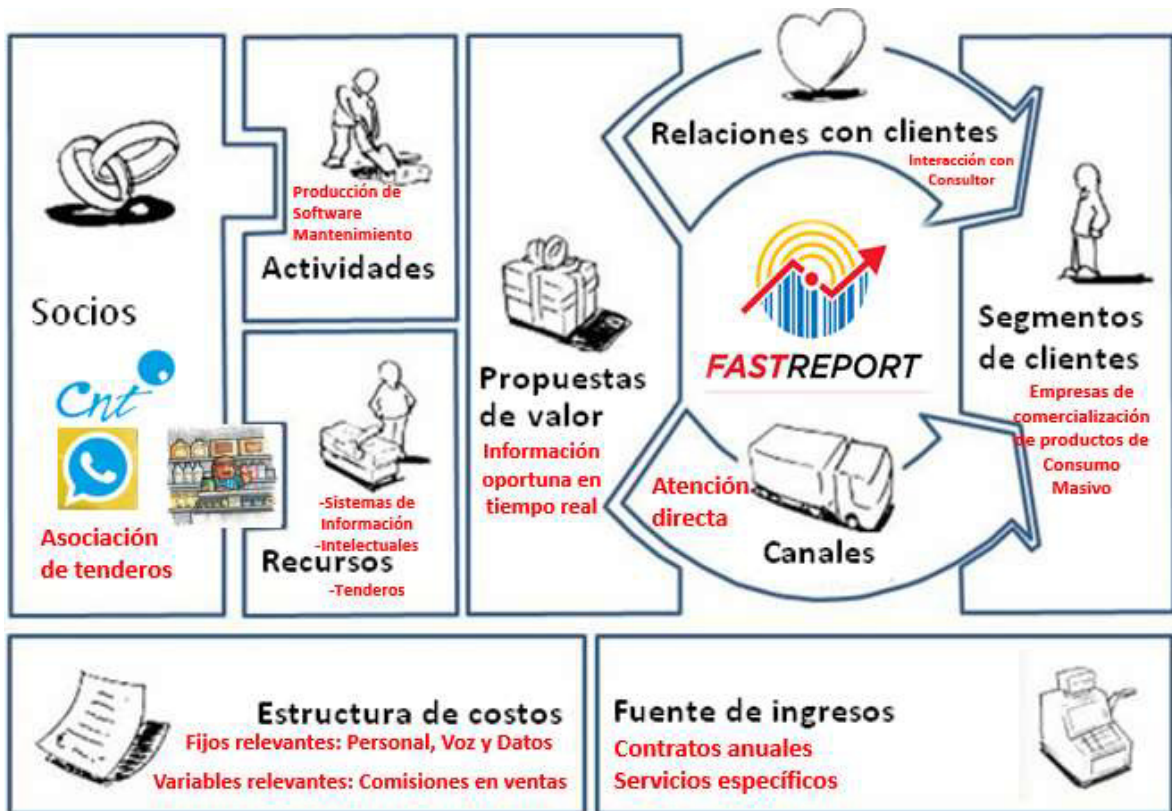 Socios
cnt
Asociación
de tenderos
Producción de
Software
Mantenimiento
Actividades
-Sistemas de
Información
-Intelectuales
Recursos
-Tenderos
Propuestas
de valor
Información
oportuna en
tiempo real
Relaciones con clientes
Interacción con
Consultor
FASTREPORT
Atención
directa
Canales
Segmentos
de clientes
Empresas de
comercialización
de productos de
Consumo
Masivo
Estructura de costos
Fijos relevantes: Personal, Voz y Datos
Variables relevantes: Comisiones en ventas
Fuente de ingresos
Contratos anuales
Servicios específicos